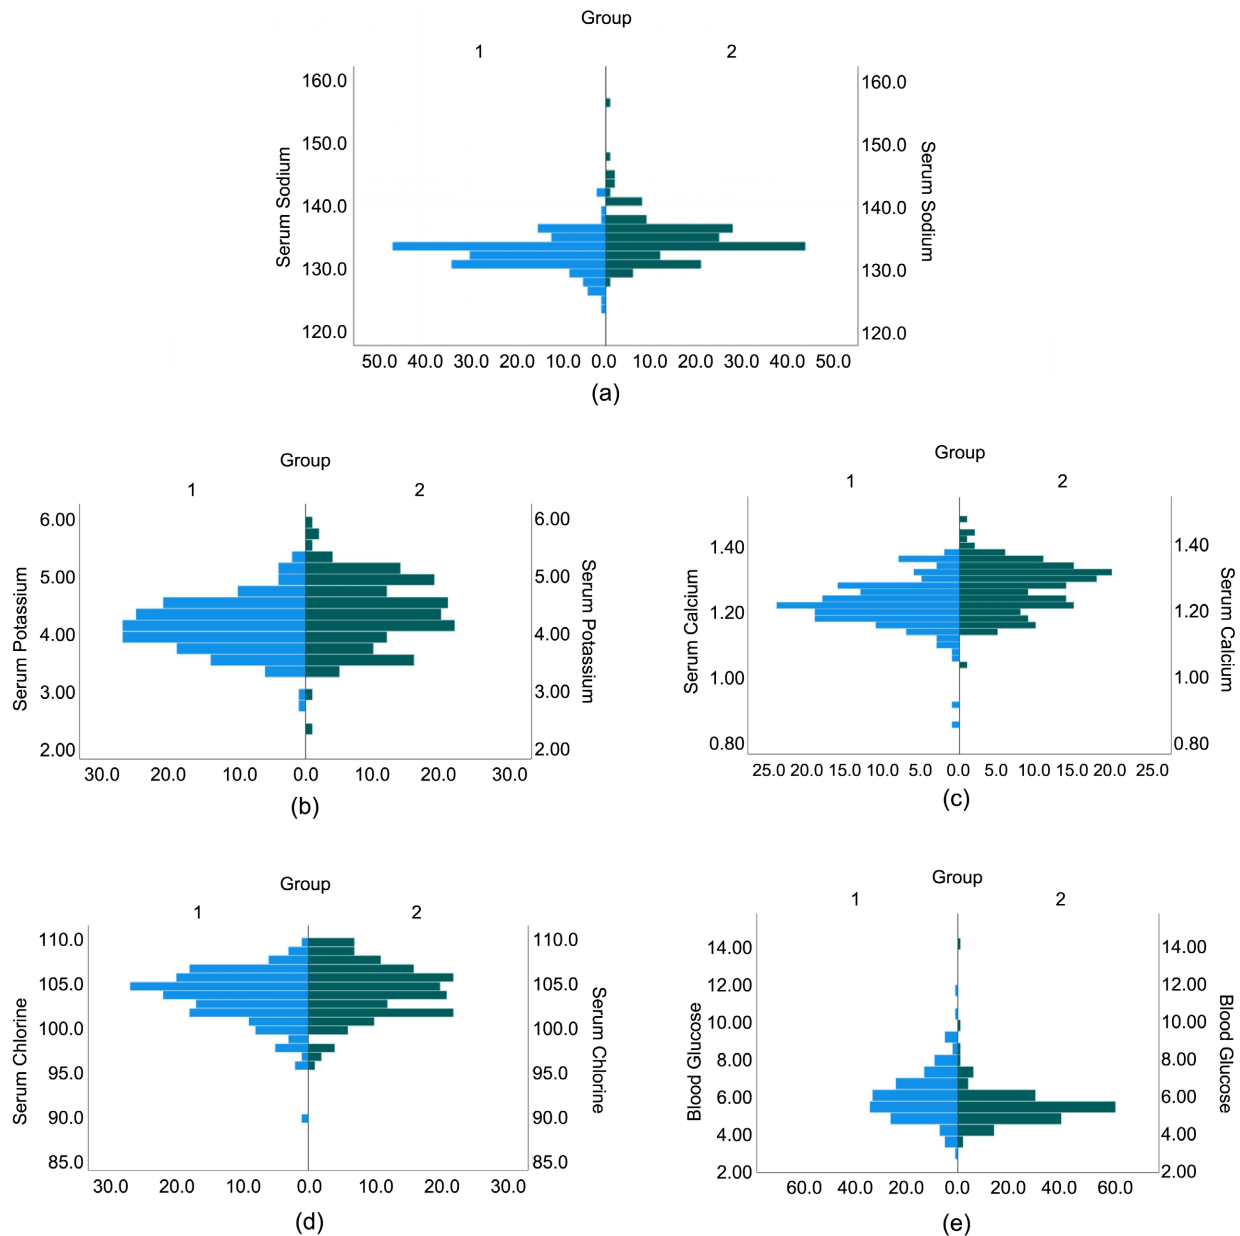 Group
1 2
160.0 160.0
150.0 150.0
140.0 140.0
130.0 130.0
120.0 120.0
Serum Sodium Serum Sodium
50.0 40.0 30.0 20.0 10.0 0.0 10.0 20.0 30.0 40.0 50.0
(a)
Group
1 2
6.00 6.00
5.00 5.00
4.00 4.00
3.00 3.00
2.00 2.00
Serum Potassium Serum Potassium
30.0 20.0 10.0 0.0 10.0 20.0 30.0
(b)
Group
1 2
1.40 1.40
1.20 1.20
1.00 1.00
0.80 0.80
Serum Calcium Serum Calcium
25.0 20.0 15.0 10.0 5.0 0.0 5.0 10.0 15.0 20.0 25.0
(c)
Group
1 2
110.0 110.0
105.0 105.0
100.0 100.0
95.0 95.0
90.0 90.0
85.0 85.0
Serum Chlorine Serum Chlorine
30.0 20.0 10.0 0.0 10.0 20.0 30.0
(d)
Group
1 2
14.00 14.00
12.00 12.00
10.00 10.00
8.00 8.00
6.00 6.00
4.00 4.00
2.00 2.00
Blood Glucose Blood Glucose
60.0 40.0 20.0 0.0 20.0 40.0 60.0
(e)